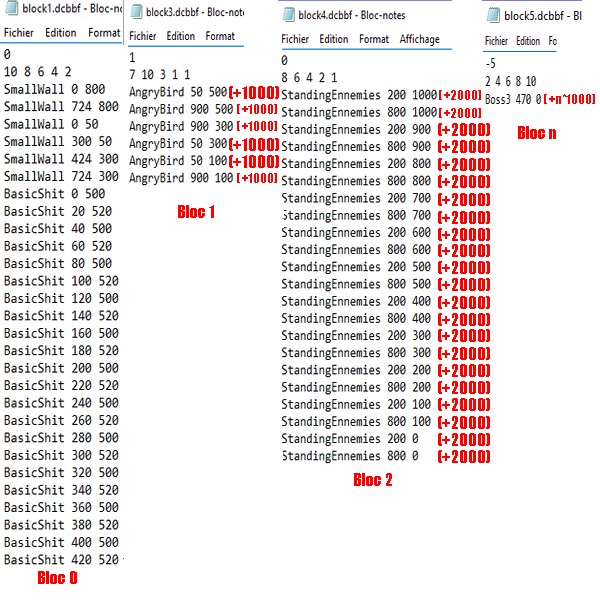 block1.dcbbf - Bloc-no
Fichier Edition Format
0
10 8 6 4 2
SmallWall 0 800
SmallWall 724 800
SmallWall 0 50
SmallWall 300 50
SmallWall 424 300
SmallWall 724 300
BasicShit 0 500
BasicShit 20 520
BasicShit 40 500
BasicShit 60 520
BasicShit 80 500
BasicShit 100 520
BasicShit 120 500
BasicShit 140 520
BasicShit 160 500
BasicShit 180 520
BasicShit 200 500
BasicShit 220 520
BasicShit 240 500
BasicShit 260 520
BasicShit 280 500
BasicShit 300 520
BasicShit 320 500
BasicShit 340 520
BasicShit 360 500
BasicShit 380 520
BasicShit 400 500
BasicShit 420 520
Bloc 0
block3.dcbbf - Bloc-note
Fichier Edition Format
1
7 10 3 1 1
AngryBird 50 500(+1000)
AngryBird 900 500(+1000)
AngryBird 900 300(+1000)
AngryBird 50 300(+1000)
AngryBird 50 100(+1000)
AngryBird 900 100(+1000)
Bloc 1
block4.dcbbf - Bloc-notes
Fichier Edition Format Affichage
0
8 6 4 2 1
StandingEnnemies 200 1000(+2000)
StandingEnnemies 800 1000(+2000)
StandingEnnemies 200 900 (+2000)
StandingEnnemies 800 900 (+2000)
StandingEnnemies 200 800 (+2000)
StandingEnnemies 800 800 (+2000)
StandingEnnemies 200 700 (+2000)
StandingEnnemies 800 700 (+2000)
StandingEnnemies 200 600 (+2000)
StandingEnnemies 800 600 (+2000)
StandingEnnemies 200 500 (+2000)
StandingEnnemies 800 500 (+2000)
StandingEnnemies 200 400 (+2000)
StandingEnnemies 800 400 (+2000)
StandingEnnemies 200 300 (+2000)
StandingEnnemies 800 300 (+2000)
StandingEnnemies 200 200 (+2000)
StandingEnnemies 800 200 (+2000)
StandingEnnemies 200 100 (+2000)
StandingEnnemies 800 100 (+2000)
StandingEnnemies 200 0 (+2000)
StandingEnnemies 800 0 (+2000)
Bloc 2
block5.dcbbf - Bl
Fichier Edition Fo
-5
2 4 6 8 10
Boss3 470 0(+n*1000)
Bloc n